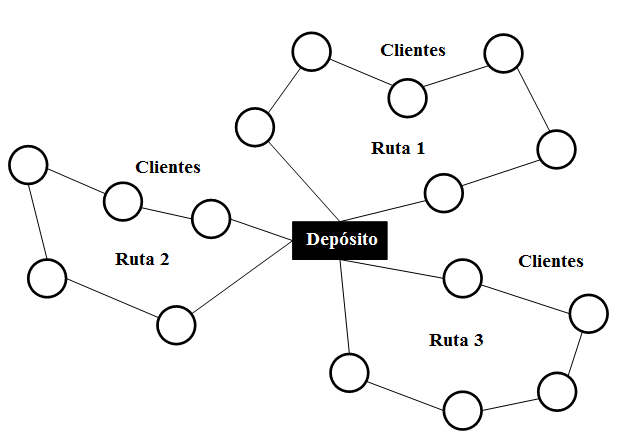 Clientes
Ruta 1
Clientes
Ruta 2
Depósito
Clientes
Ruta 3